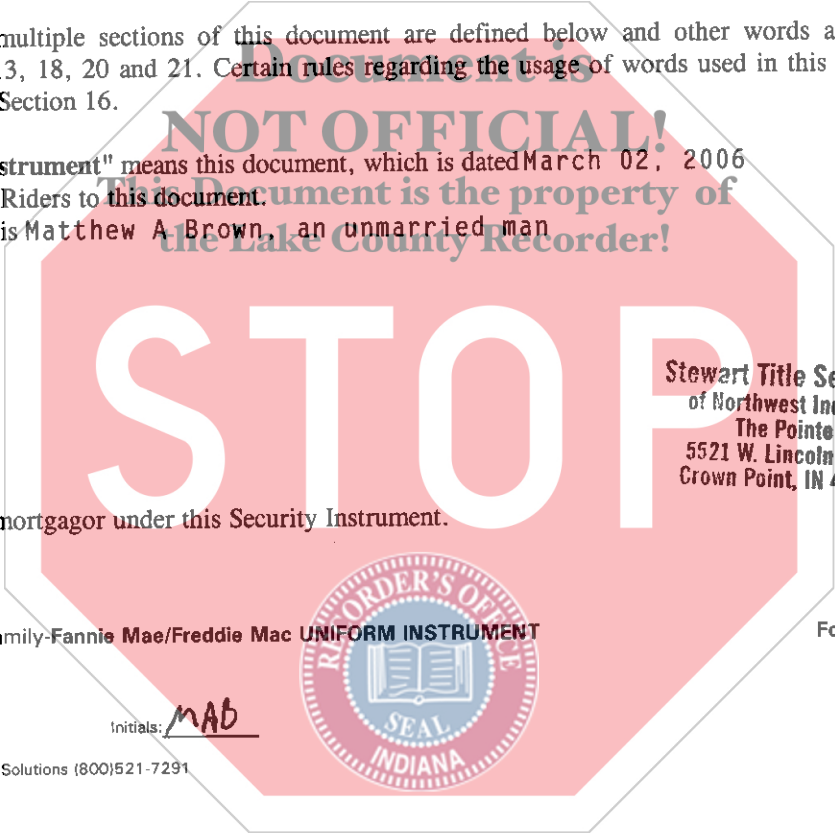 multiple sections of this document are defined below and other words a
Document is
3, 18, 20 and 21. Certain rules regarding the usage of words used in this
Section 16.
NOT OFFICIAL!
strument" means this document, which is dated March 02, 2006
This Document is the property of
Riders to this document.
is Matthew A Brown, an unmarried man
the Lake County Recorder!
STOP
Stewart Title Se
of Northwest Ind
The Pointe
5521 W. Lincoln
Crown Point, IN 4
mortgagor under this Security Instrument.
RECORDER'S OFFICE
mily-Fannie Mae/Freddie Mac UNIFORM INSTRUMENT
Fo
SEAL
INDIANA
Initials: MAB
Solutions (800)521-7291